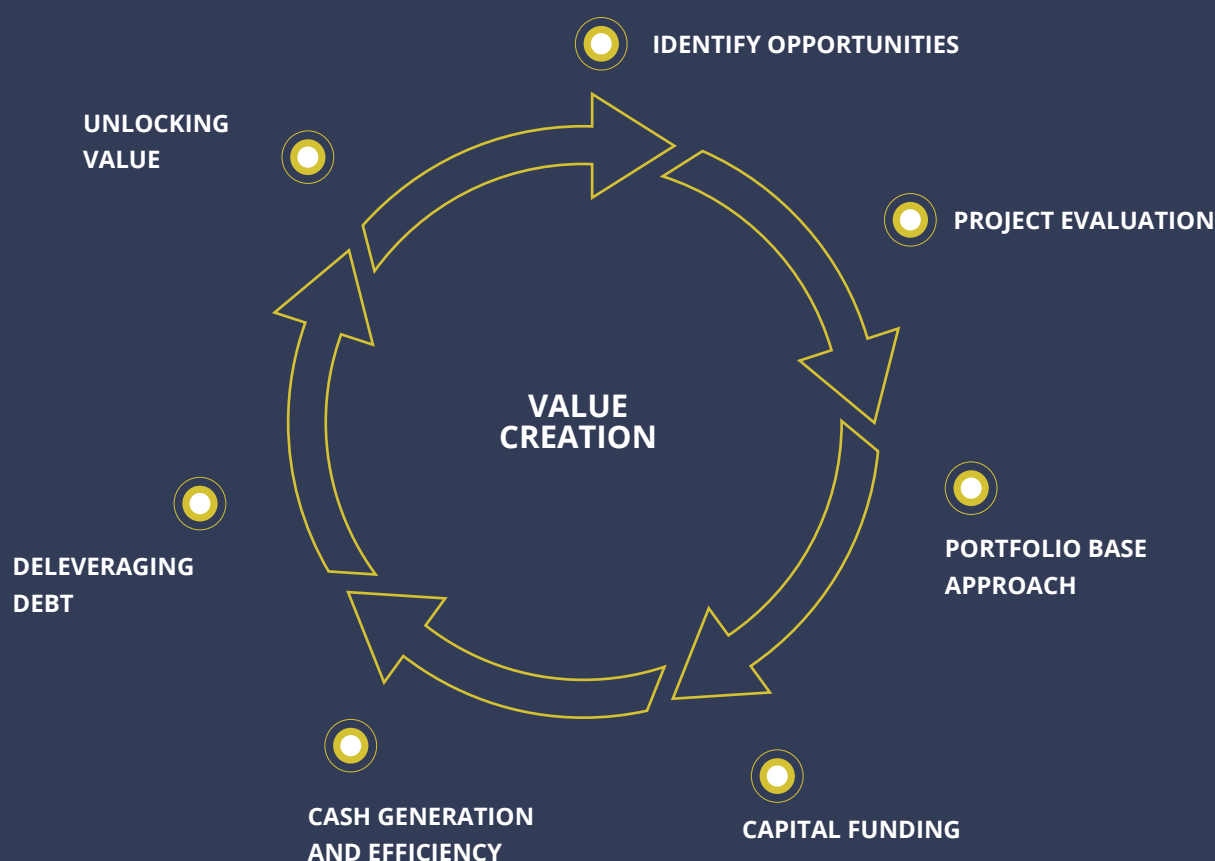 IDENTIFY OPPORTUNITIES
UNLOCKING
VALUE
PROJECT EVALUATION
VALUE
CREATION
PORTFOLIO BASE
APPROACH
DELEVERAGING
DEBT
CASH GENERATION
AND EFFICIENCY
CAPITAL FUNDING